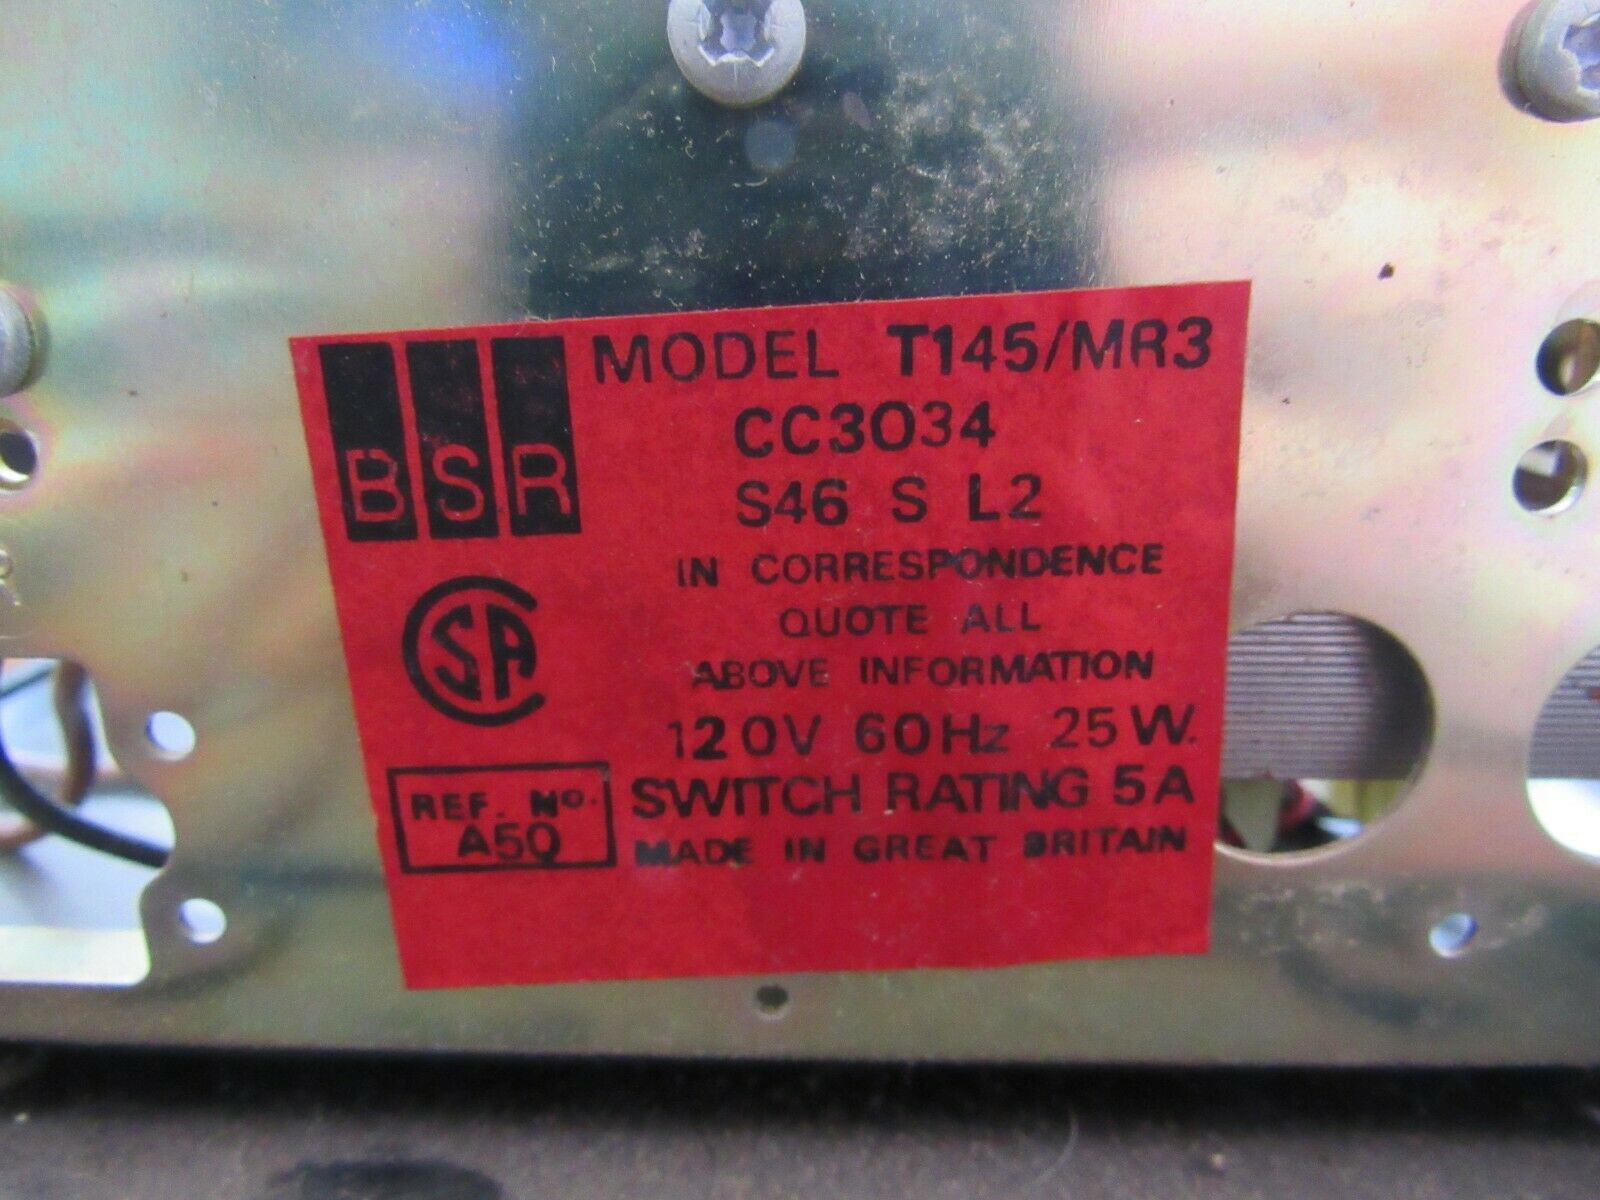 BSR
MODEL T145/MR3
CC3034
S46 S L2
IN CORRESPONDENCE
QUOTE ALL
ABOVE INFORMATION
CSA
120V 60Hz 25W.
REF. No.
A50
SWITCH RATING 5A
MADE IN GREAT BRITAIN